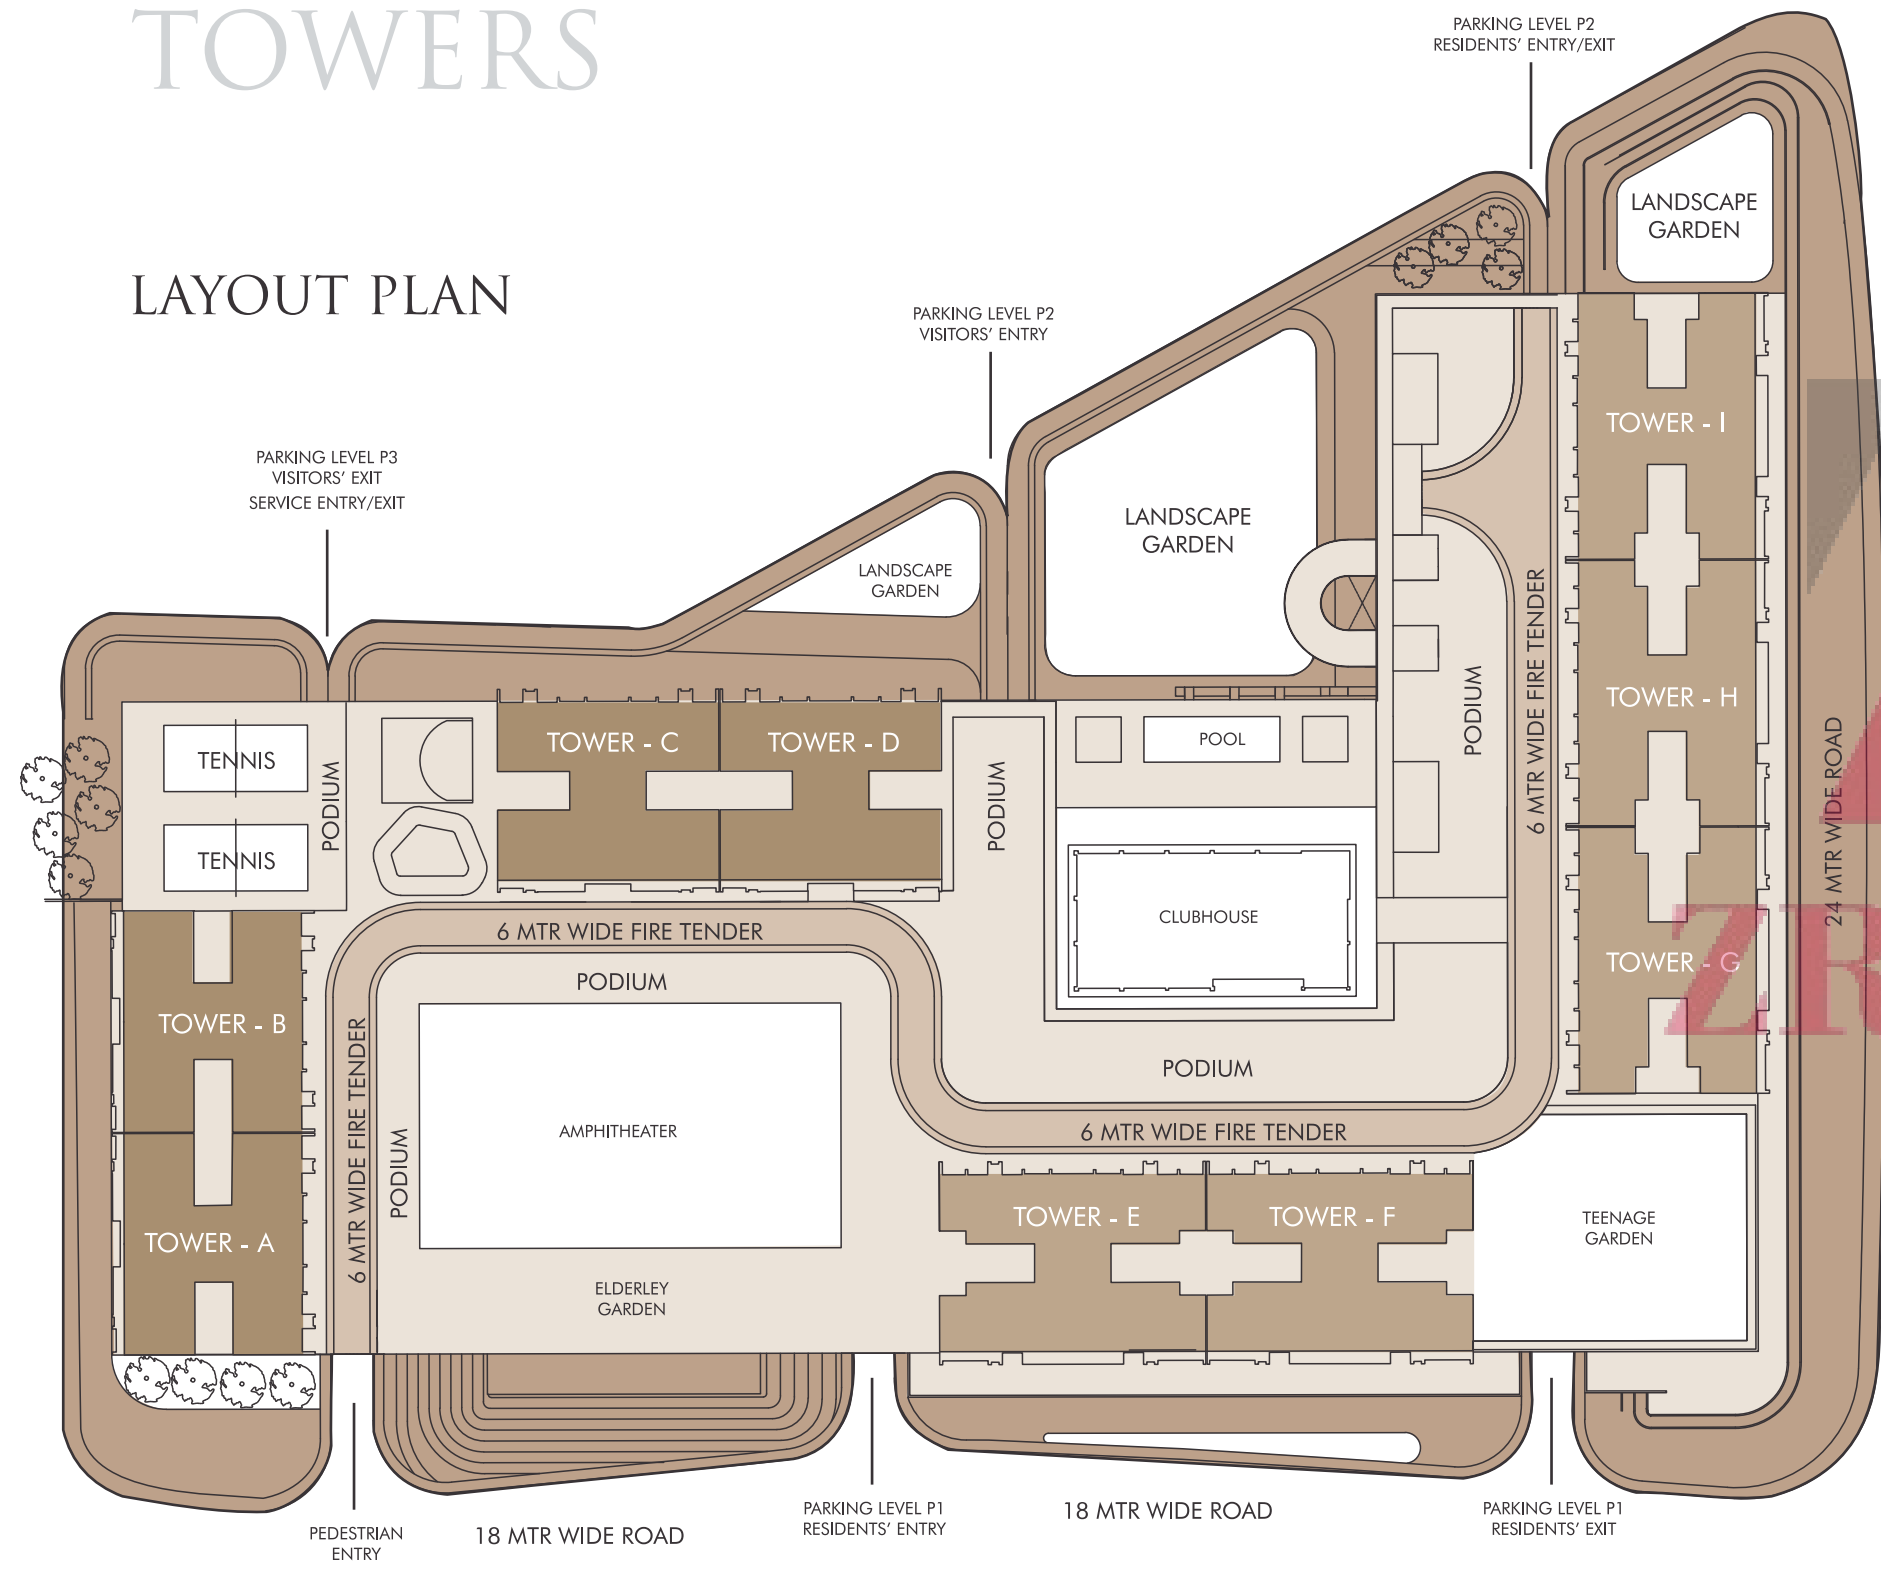 TOWERS
LAYOUT PLAN
PARKING LEVEL P2
RESIDENTS' ENTRY/EXIT
LANDSCAPE
GARDEN
PARKING LEVEL P2
VISITORS' ENTRY
PARKING LEVEL P3
VISITORS' EXIT
SERVICE ENTRY/EXIT
LANDSCAPE
GARDEN
LANDSCAPE
GARDEN
TOWER - I
TOWER - H
TOWER - G
6 MTR WIDE FIRE TENDER
PODIUM
24 MTR WIDE ROAD
ZR
TENNIS
TENNIS
PODIUM
TOWER - C
TOWER - D
PODIUM
POOL
CLUBHOUSE
6 MTR WIDE FIRE TENDER
PODIUM
TOWER - B
TOWER - A
6 MTR WIDE FIRE TENDER
PODIUM
AMPHITHEATER
ELDERLEY
GARDEN
PODIUM
6 MTR WIDE FIRE TENDER
TOWER - E
TOWER - F
TEENAGE
GARDEN
PEDESTRIAN
ENTRY
18 MTR WIDE ROAD
PARKING LEVEL P1
RESIDENTS' ENTRY
18 MTR WIDE ROAD
PARKING LEVEL P1
RESIDENTS' EXIT